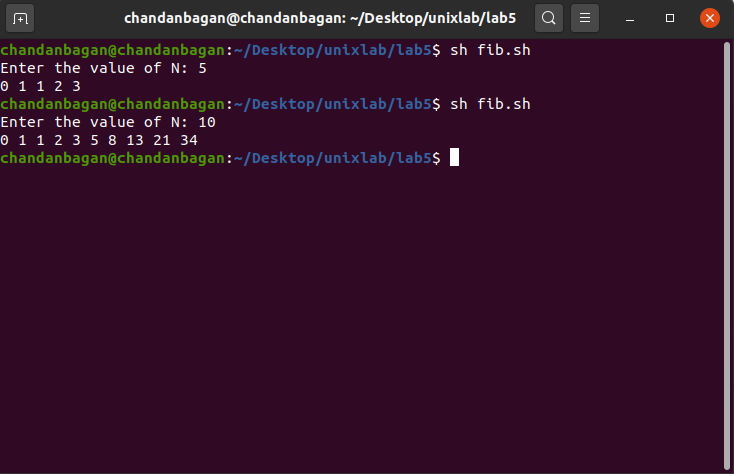 chandanbagan@chandanbagan: ~/Desktop/unixlab/lab5
chandanbagan@chandanbagan:~/Desktop/unixlab/lab5$ sh fib.sh
Enter the value of N: 5
0 1 1 2 3
chandanbagan@chandanbagan:~/Desktop/unixlab/lab5$ sh fib.sh
Enter the value of N: 10
0 1 1 2 3 5 8 13 21 34
chandanbagan@chandanbagan:~/Desktop/unixlab/lab5$